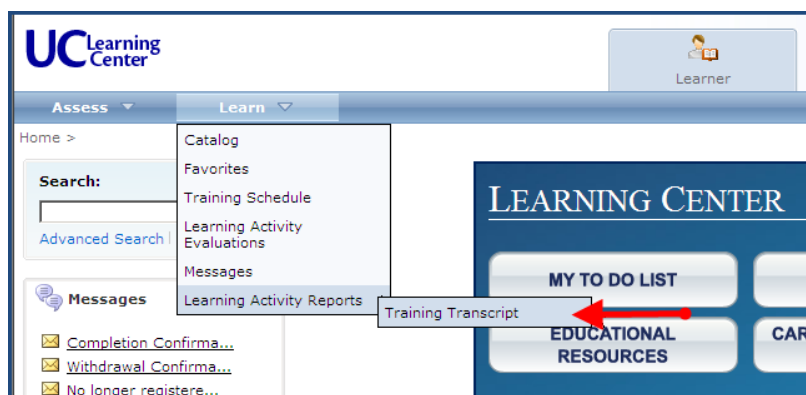 UC Learning
Center
Learner
Assess
Learn
Home >
Search:
Advanced Search
Catalog
Favorites
Training Schedule
Learning Activity
Evaluations
Messages
Learning Activity Reports
Training Transcript
Messages
Completion Confirma...
Withdrawal Confirma...
No longer registere...
LEARNING CENTER
MY TO DO LIST
EDUCATIONAL
RESOURCES
CAR